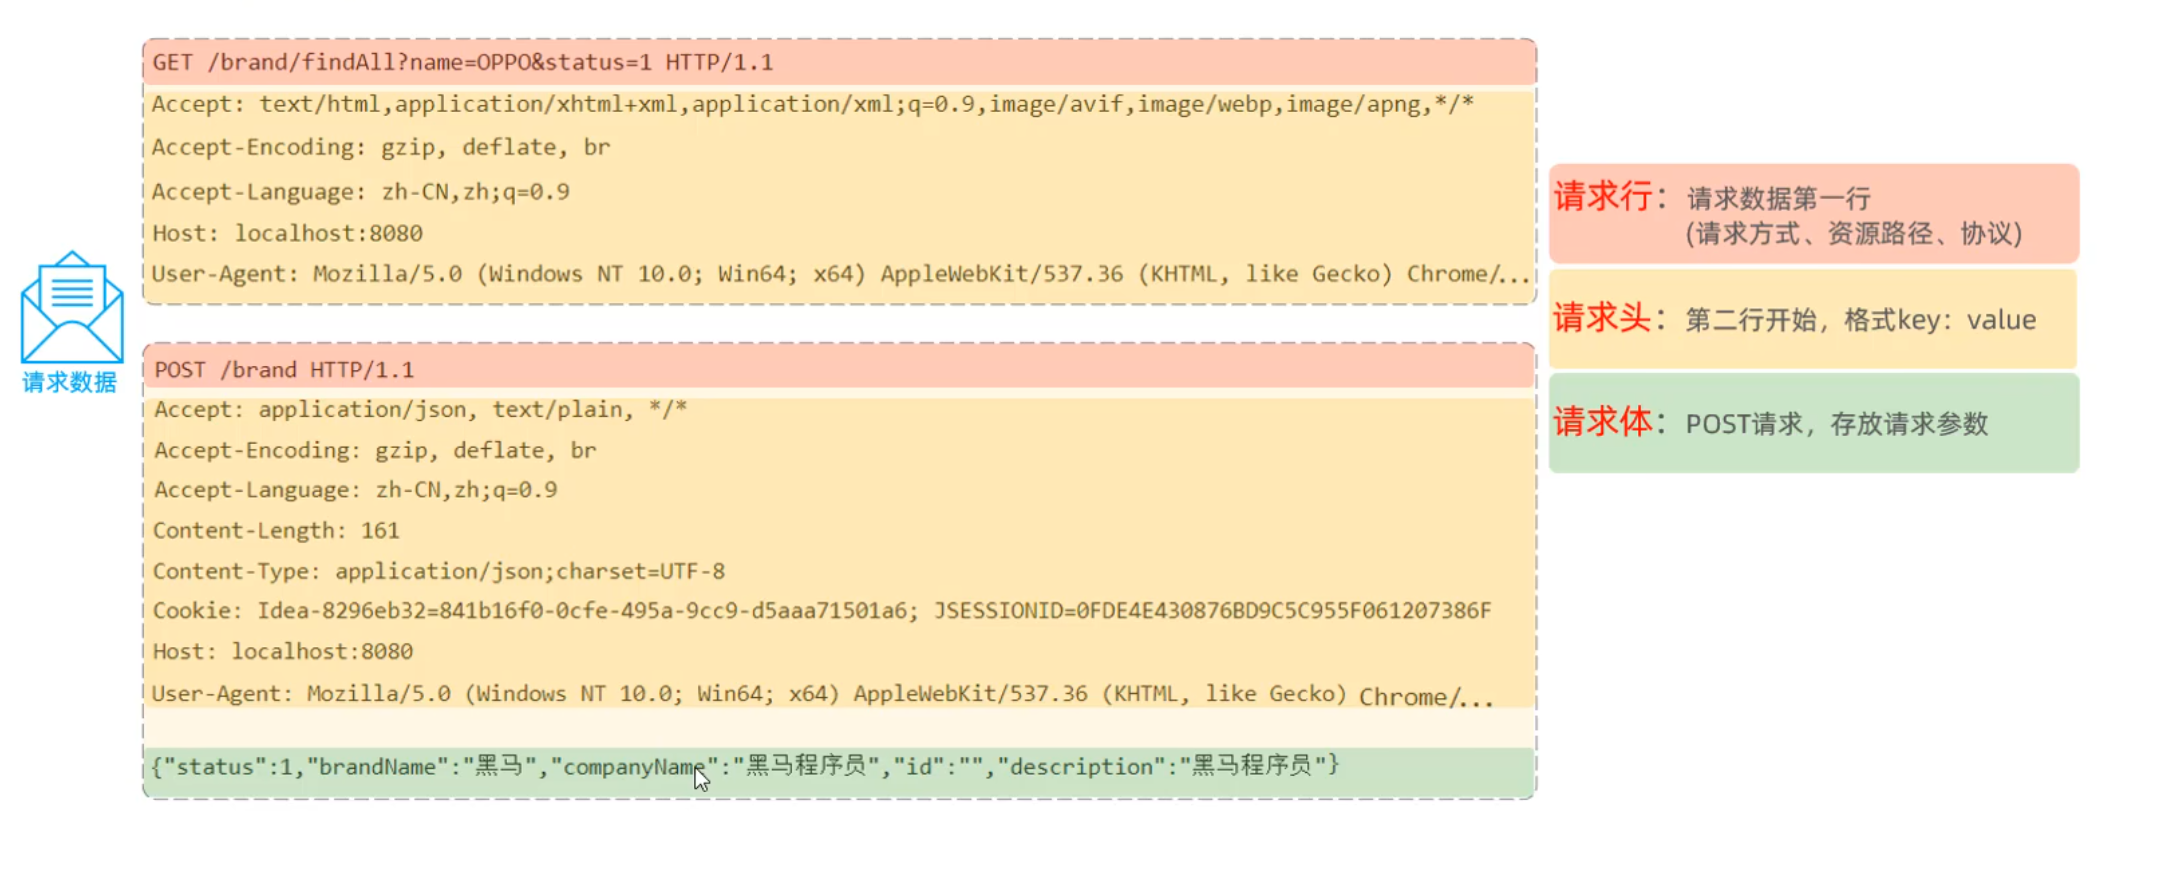 GET /brand/findAll?name=OPPO&status=1 HTTP/1.1
Accept: text/html,application/xhtml+xml,application/xml;q=0.9,image/avif,image/webp,image/apng,*/*
Accept-Encoding: gzip, deflate, br
Accept-Language: zh-CN,zh;q=0.9
Host: localhost:8080
User-Agent: Mozilla/5.0 (Windows NT 10.0; Win64; x64) AppleWebKit/537.36 (KHTML, like Gecko) Chrome/...
请求数据
POST /brand HTTP/1.1
Accept: application/json, text/plain, */*
Accept-Encoding: gzip, deflate, br
Accept-Language: zh-CN,zh;q=0.9
Content-Length: 161
Content-Type: application/json;charset=UTF-8
Cookie: Idea-8296eb32=841b16f0-0cfe-495a-9cc9-d5aaa71501a6; JSESSIONID=0FDE4E430876BD9C5C955F061207386F
Host: localhost:8080
User-Agent: Mozilla/5.0 (Windows NT 10.0; Win64; x64) AppleWebKit/537.36 (KHTML, like Gecko) Chrome/...
{"status":1,"brandName":"黑马","companyName":"黑马程序员","id":"","description":"黑马程序员"}
请求行：请求数据第一行
(请求方式、资源路径、协议)
请求头：第二行开始，格式key：value
请求体：POST请求，存放请求参数